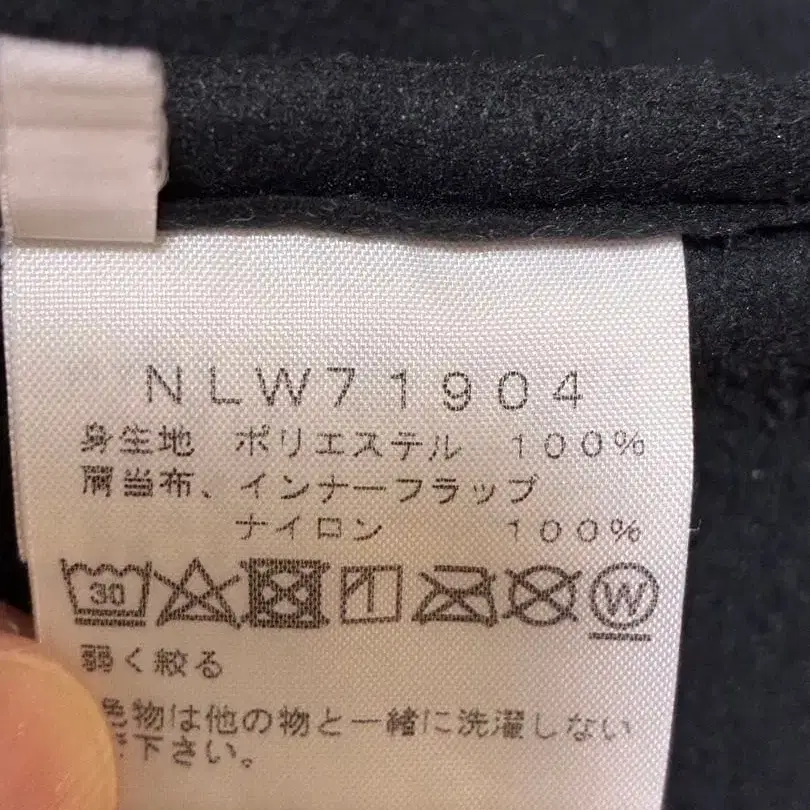 NLW71904
身生地 ポリエステル 100%
肩当布、インナーフラップ
ナイロン 100%
30 W
弱く絞る
色物は他の物と一緒に洗濯しない
で下さい。